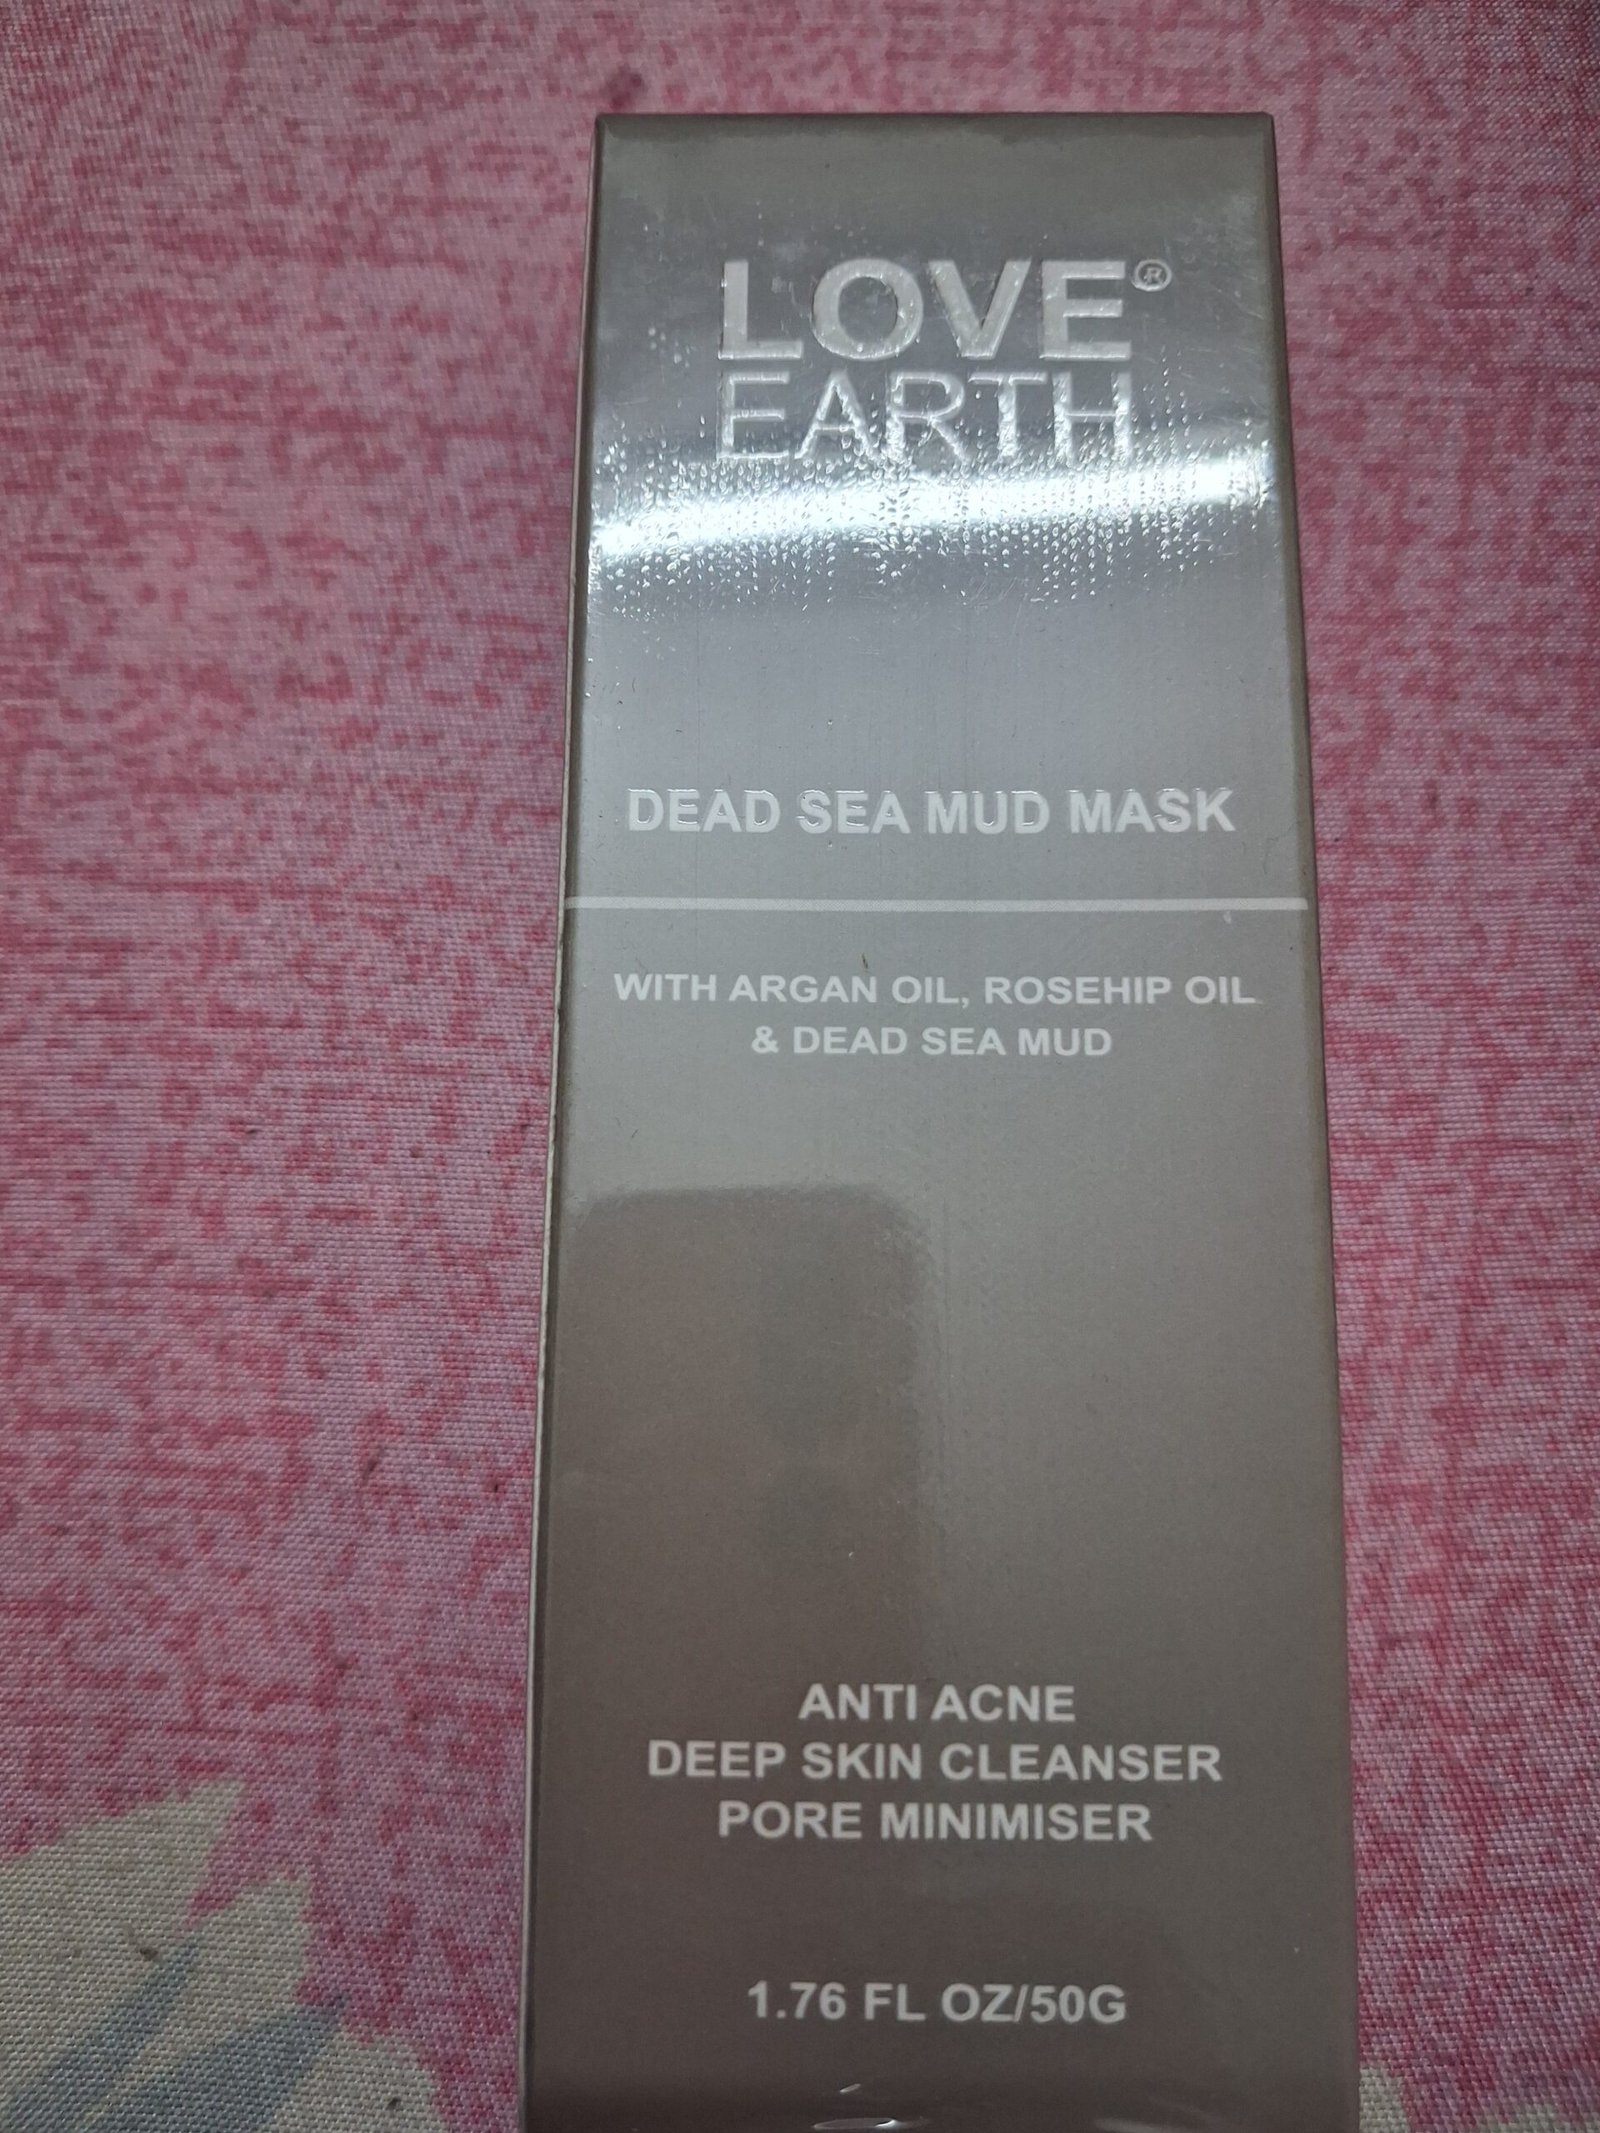 LOVE®
EARTH
DEAD SEA MUD MASK
WITH ARGAN OIL, ROSEHIP OIL
& DEAD SEA MUD
ANTI ACNE
DEEP SKIN CLEANSER
PORE MINIMISER
1.76 FL OZ/50G